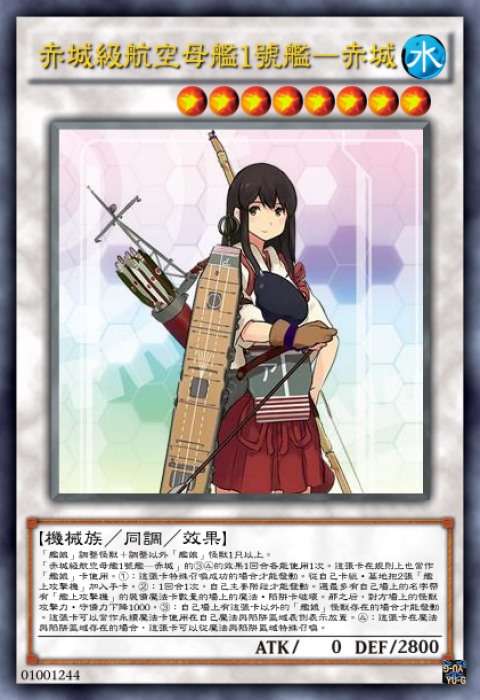 赤城級航空母艦1號艦—赤城
水
【機械族／同調／效果】
「艦娘」調整怪獸＋調整以外「艦娘」怪獸1只以上。
「赤城級航空母艦1號艦—赤城」的③④的效果1回合各能使用1次。這張卡在規則上也當作
「艦娘」卡使用。①：這張卡特殊召喚成功的場合才能發動。從自己卡組・墓地把2張「艦
上攻擊機」加入手卡。②：1回合1次，自己主要階段才能發動。選最多有自己場上的名字帶
有「艦上攻擊機」的裝備魔法卡數量的場上的魔法・陷阱卡破壞。那之後，對方場上的怪獸
攻擊力・守備力下降1000。③：自己場上有這張卡以外的「艦娘」怪獸存在的場合才能發動
。這張卡可以當作永續魔法卡使用在自己魔法與陷阱區域表側表示放置。④：這張卡在魔法
與陷阱區域存在的場合，這張卡可以從魔法與陷阱區域特殊召喚。
ATK/ 0 DEF/2800
01001244